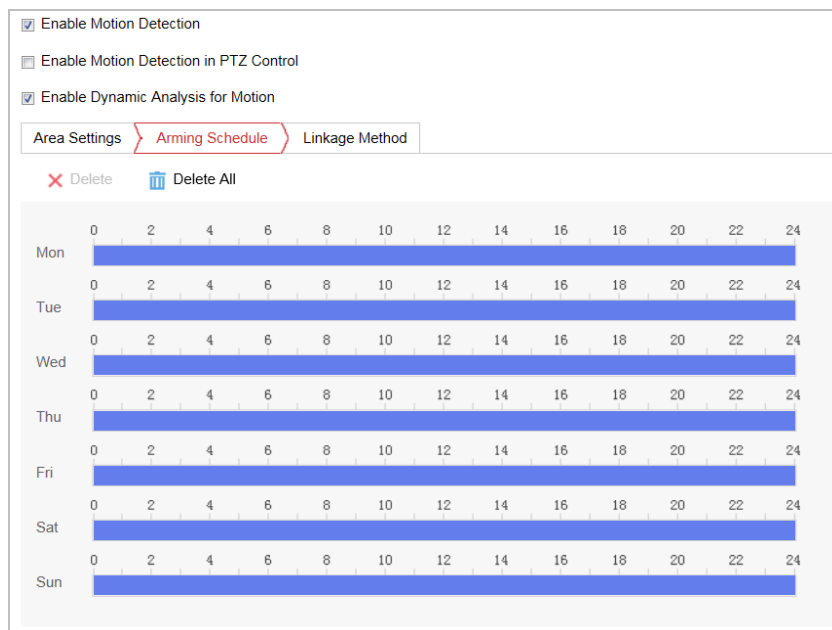 Enable Motion Detection
Enable Motion Detection in PTZ Control
Enable Dynamic Analysis for Motion
Area Settings Arming Schedule Linkage Method
Delete Delete All
0 2 4 6 8 10 12 14 16 18 20 22 24
Mon
0 2 4 6 8 10 12 14 16 18 20 22 24
Tue
0 2 4 6 8 10 12 14 16 18 20 22 24
Wed
0 2 4 6 8 10 12 14 16 18 20 22 24
Thu
0 2 4 6 8 10 12 14 16 18 20 22 24
Fri
0 2 4 6 8 10 12 14 16 18 20 22 24
Sat
0 2 4 6 8 10 12 14 16 18 20 22 24
Sun